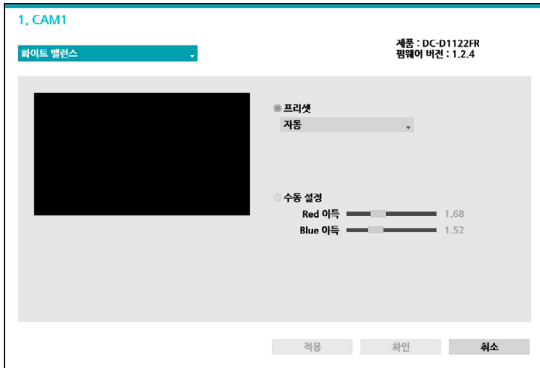 1. CAM1
화이트 밸런스
제품 : DC-D1122FR
펌웨어 버전 : 1.2.4
프리셋
자동
수동 설정
Red 이득 1.68
Blue 이득 1.52
적용 확인 취소